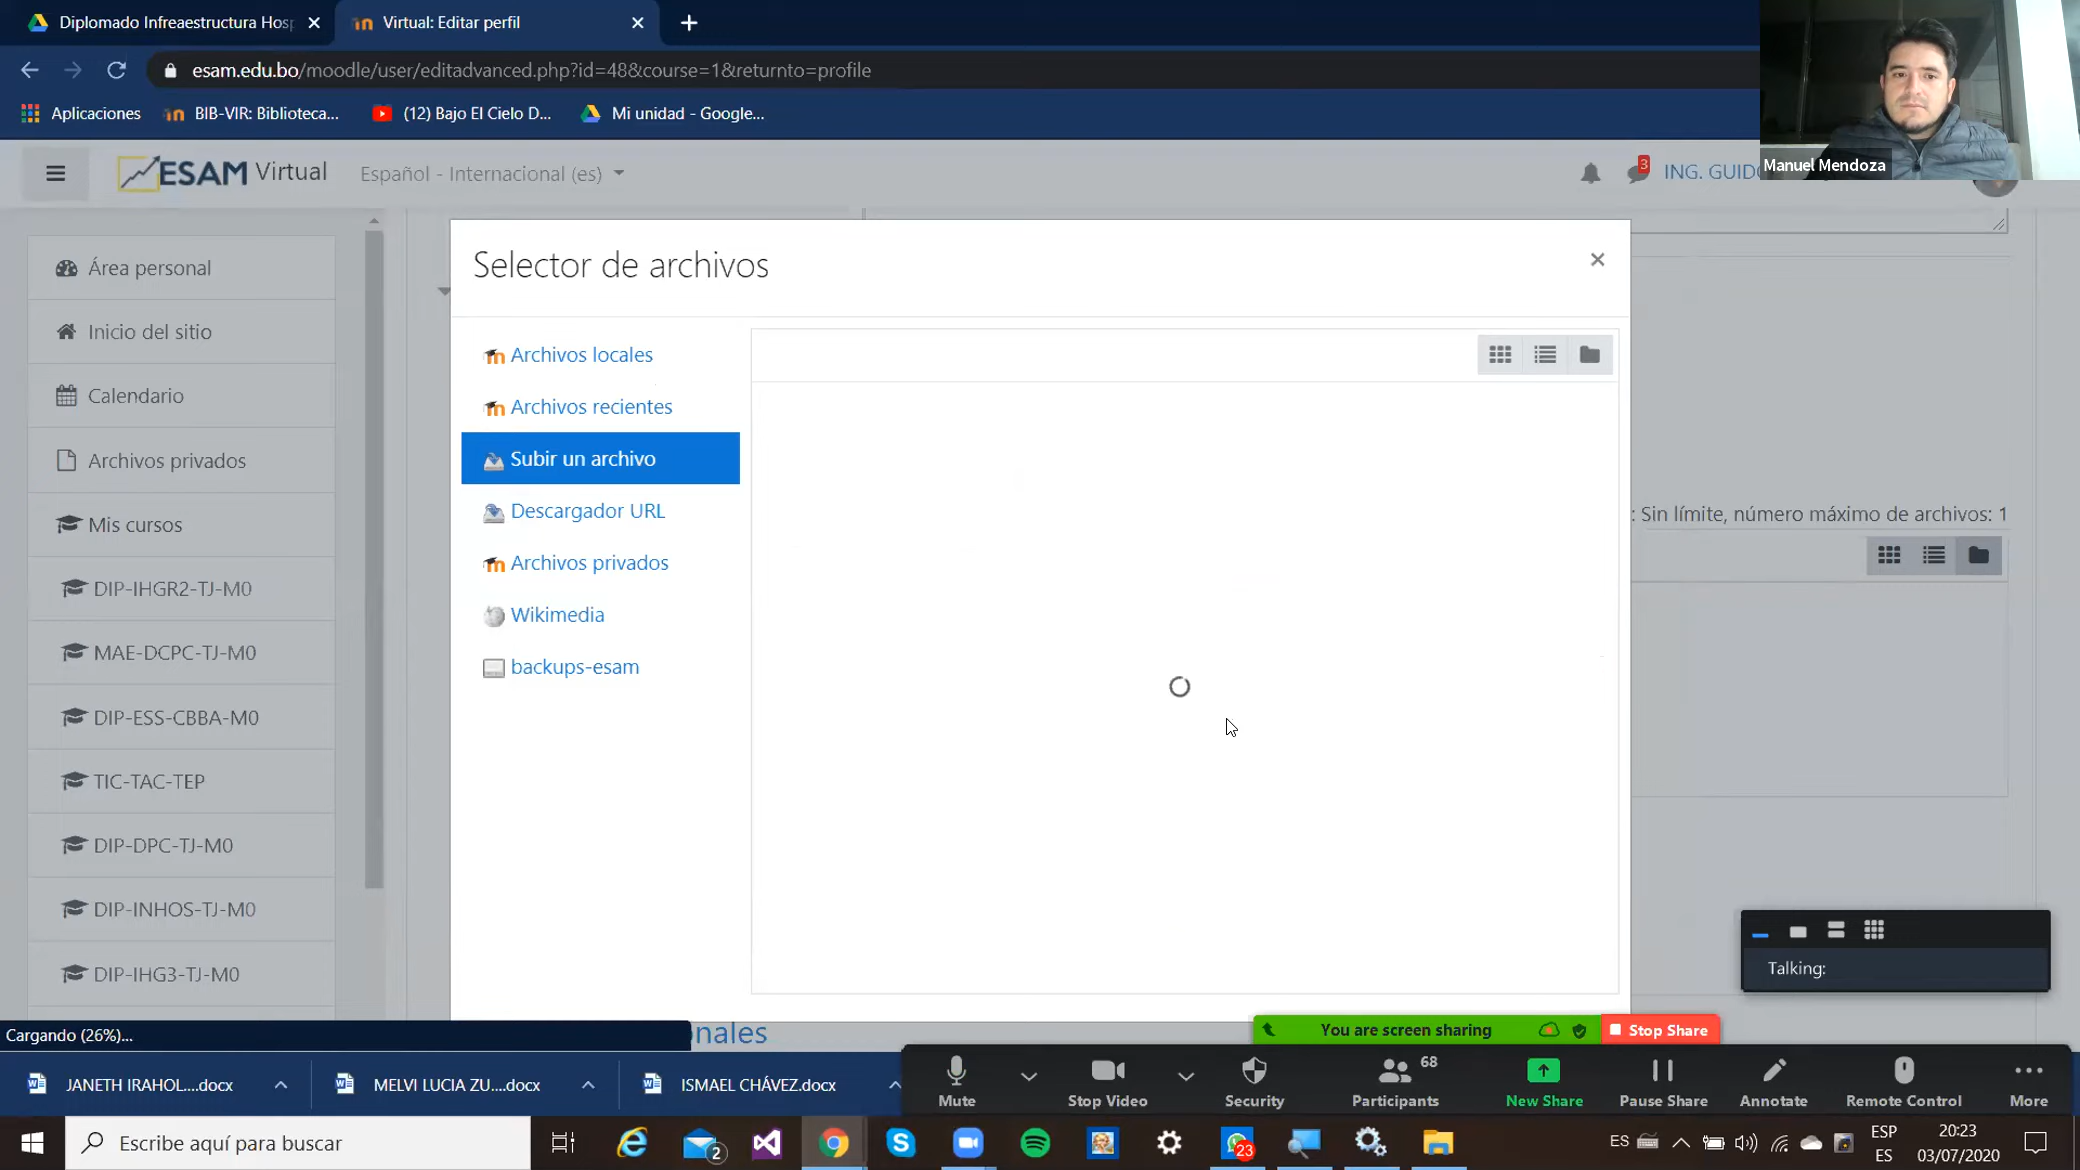 Diplomado Infreaestructura Hosp
Virtual: Editar perfil
esam.edu.bo/moodle/user/editadvanced.php?id=48&course=1&returnto=profile
Aplicaciones
BIB-VIR: Biblioteca...
(12) Bajo El Cielo D...
Mi unidad - Google...
Manuel Mendoza
ESAM Virtual
Español - Internacional (es)
3
ING. GUIDO
Área personal
Inicio del sitio
Calendario
Archivos privados
Mis cursos
DIP-IHGR2-TJ-M0
MAE-DCPC-TJ-M0
DIP-ESS-CBBA-M0
TIC-TAC-TEP
DIP-DPC-TJ-M0
DIP-INHOS-TJ-M0
DIP-IHG3-TJ-M0
Selector de archivos
Archivos locales
Archivos recientes
Subir un archivo
Descargador URL
Archivos privados
Wikimedia
backups-esam
: Sin límite, número máximo de archivos: 1
Talking:
Cargando (26%)...
nales
You are screen sharing
Stop Share
JANETH IRAHOL....docx
MELVI LUCIA ZU....docx
ISMAEL CHÁVEZ.docx
Mute
Stop Video
Security
Participants
68
New Share
Pause Share
Annotate
Remote Control
More
Escribe aquí para buscar
2
23
ES
ESP
ES
20:23
03/07/2020